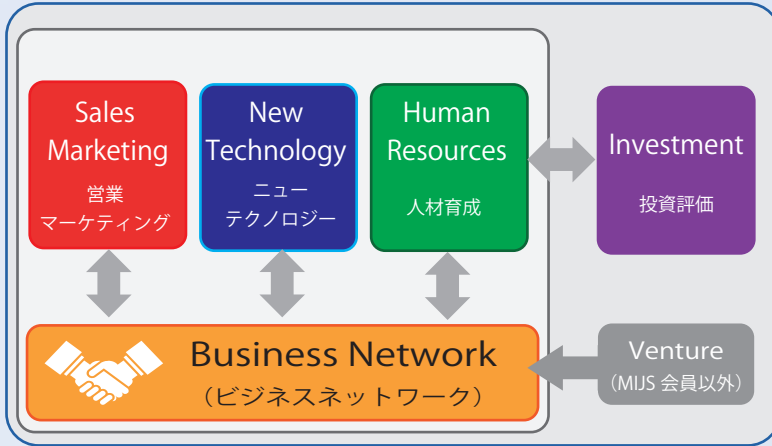 Sales
Marketing
営業
マーケティング
New
Technology
ニュー
テクノロジー
Human
Resources
人材育成
Investment
投資評価
Business Network
（ビジネスネットワーク）
Venture
（MIJS 会員以外）